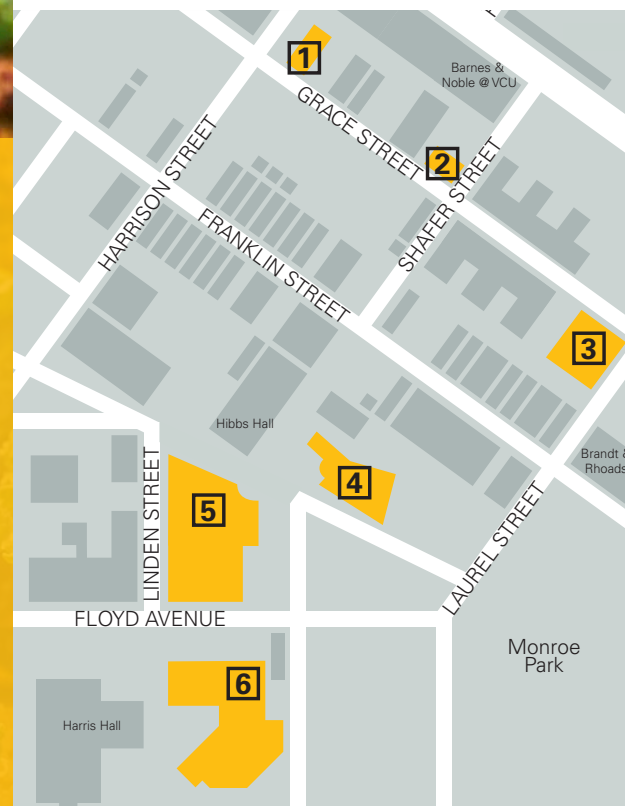 1
Barnes &
Noble @ VCU
GRACE STREET
2
HARRISON STREET
SHAFER STREET
FRANKLIN STREET
3
Hibbs Hall
Brandt &
Rhoads
4
LINDEN STREET
5
LAUREL STREET
FLOYD AVENUE
Monroe
Park
6
Harris Hall